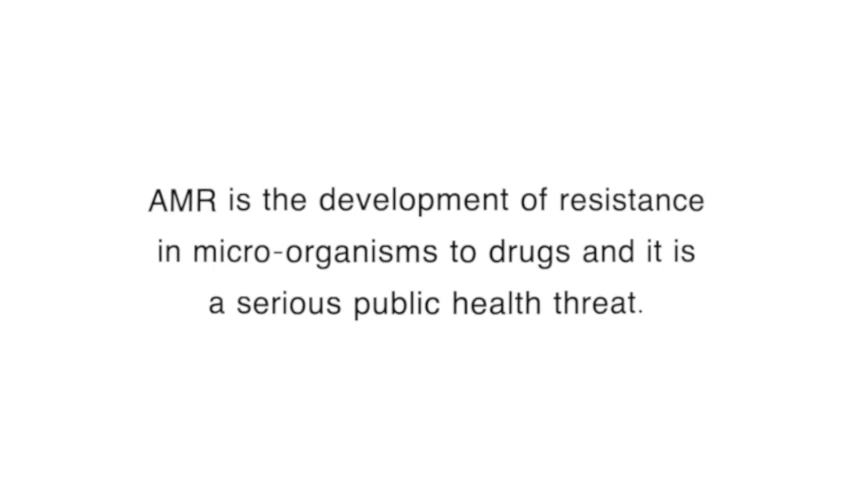 AMR is the development of resistance
in micro-organisms to drugs and it is
a serious public health threat.